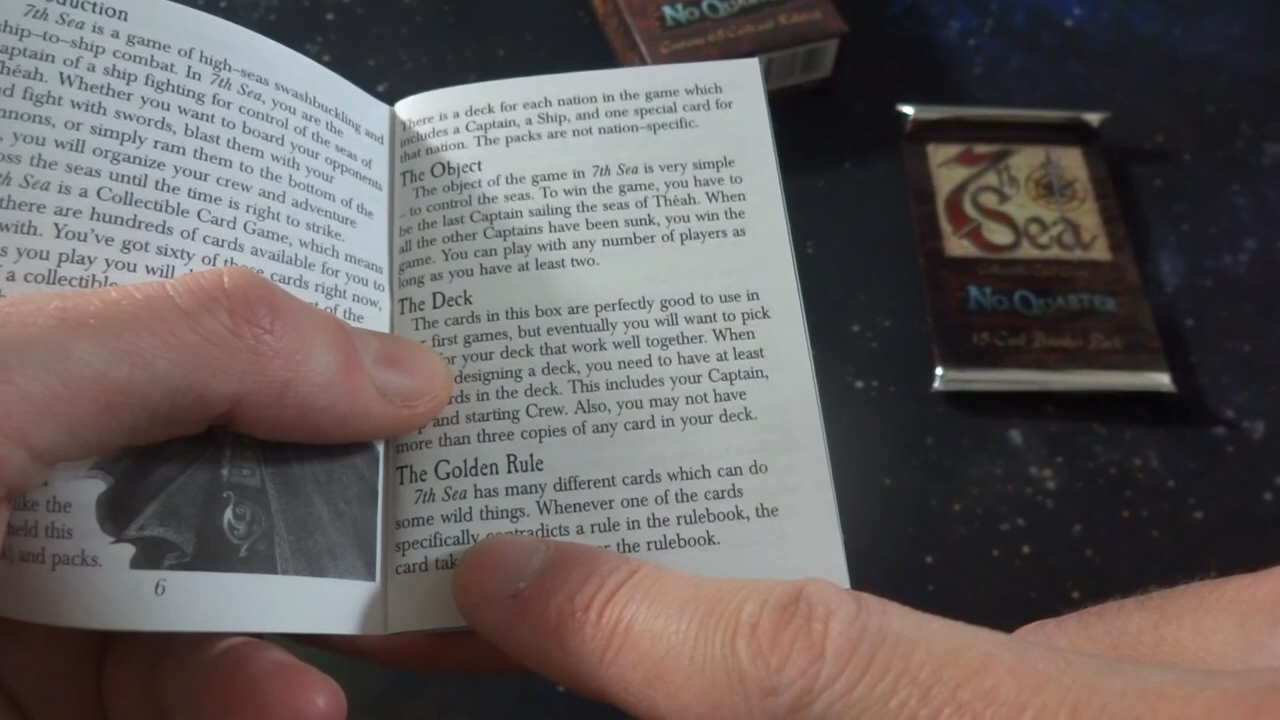 duction
7th Sea is a game of high–seas swashbuckling and
ship–to–ship combat. In 7th Sea, you are the
aptain of a ship fighting for control of the seas of
Théah. Whether you want to board your opponents
d fight with swords, blast them with your
nnons, or simply ram them to the bottom of the
, you will organize your crew and adventure
oss the seas until the time is right to strike.
th Sea is a Collectible Card Game, which means
there are hundreds of cards available for you to
with. You've got sixty of these cards right now,
s you play you will
a collectible
of the
like the
held this
and packs.
6
There is a deck for each nation in the game which
includes a Captain, a Ship, and one special card for
that nation. The packs are not nation–specific.
The Object
The object of the game in 7th Sea is very simple
– to control the seas. To win the game, you have to
be the last Captain sailing the seas of Théah. When
all the other Captains have been sunk, you win the
game. You can play with any number of players as
long as you have at least two.
The Deck
The cards in this box are perfectly good to use in
first games, but eventually you will want to pick
for your deck that work well together. When
designing a deck, you need to have at least
rds in the deck. This includes your Captain,
and starting Crew. Also, you may not have
more than three copies of any card in your deck.
The Golden Rule
7th Sea has many different cards which can do
some wild things. Whenever one of the cards
specifically contradicts a rule in the rulebook, the
card tak the rulebook.
No Quarter
7th
Sea
No Quarter
15-Card Booster Pack